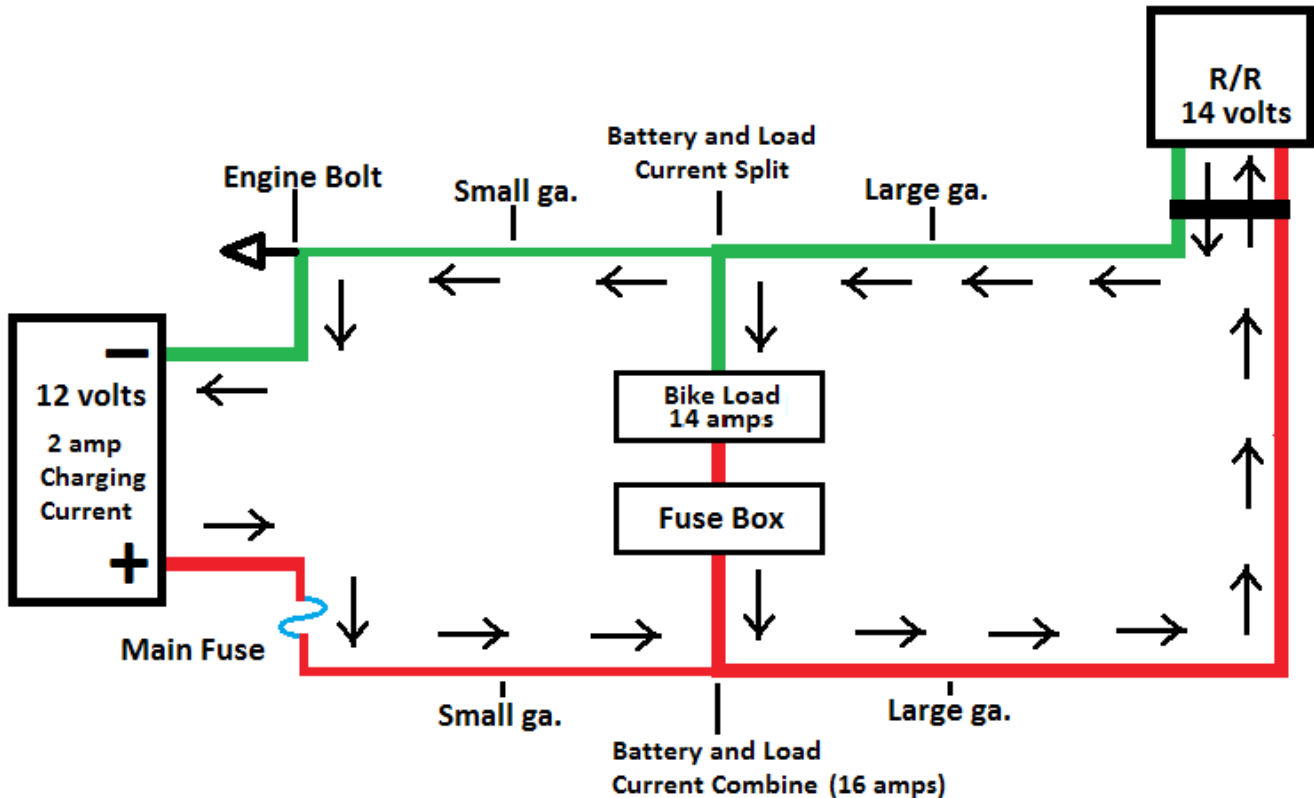 R/R
14 volts
Battery and Load
Current Split
Engine Bolt
Small ga.
Large ga.
−
12 volts
2 amp
Charging
Current
+
Bike Load
14 amps
Fuse Box
Main Fuse
Small ga.
Large ga.
Battery and Load
Current Combine (16 amps)